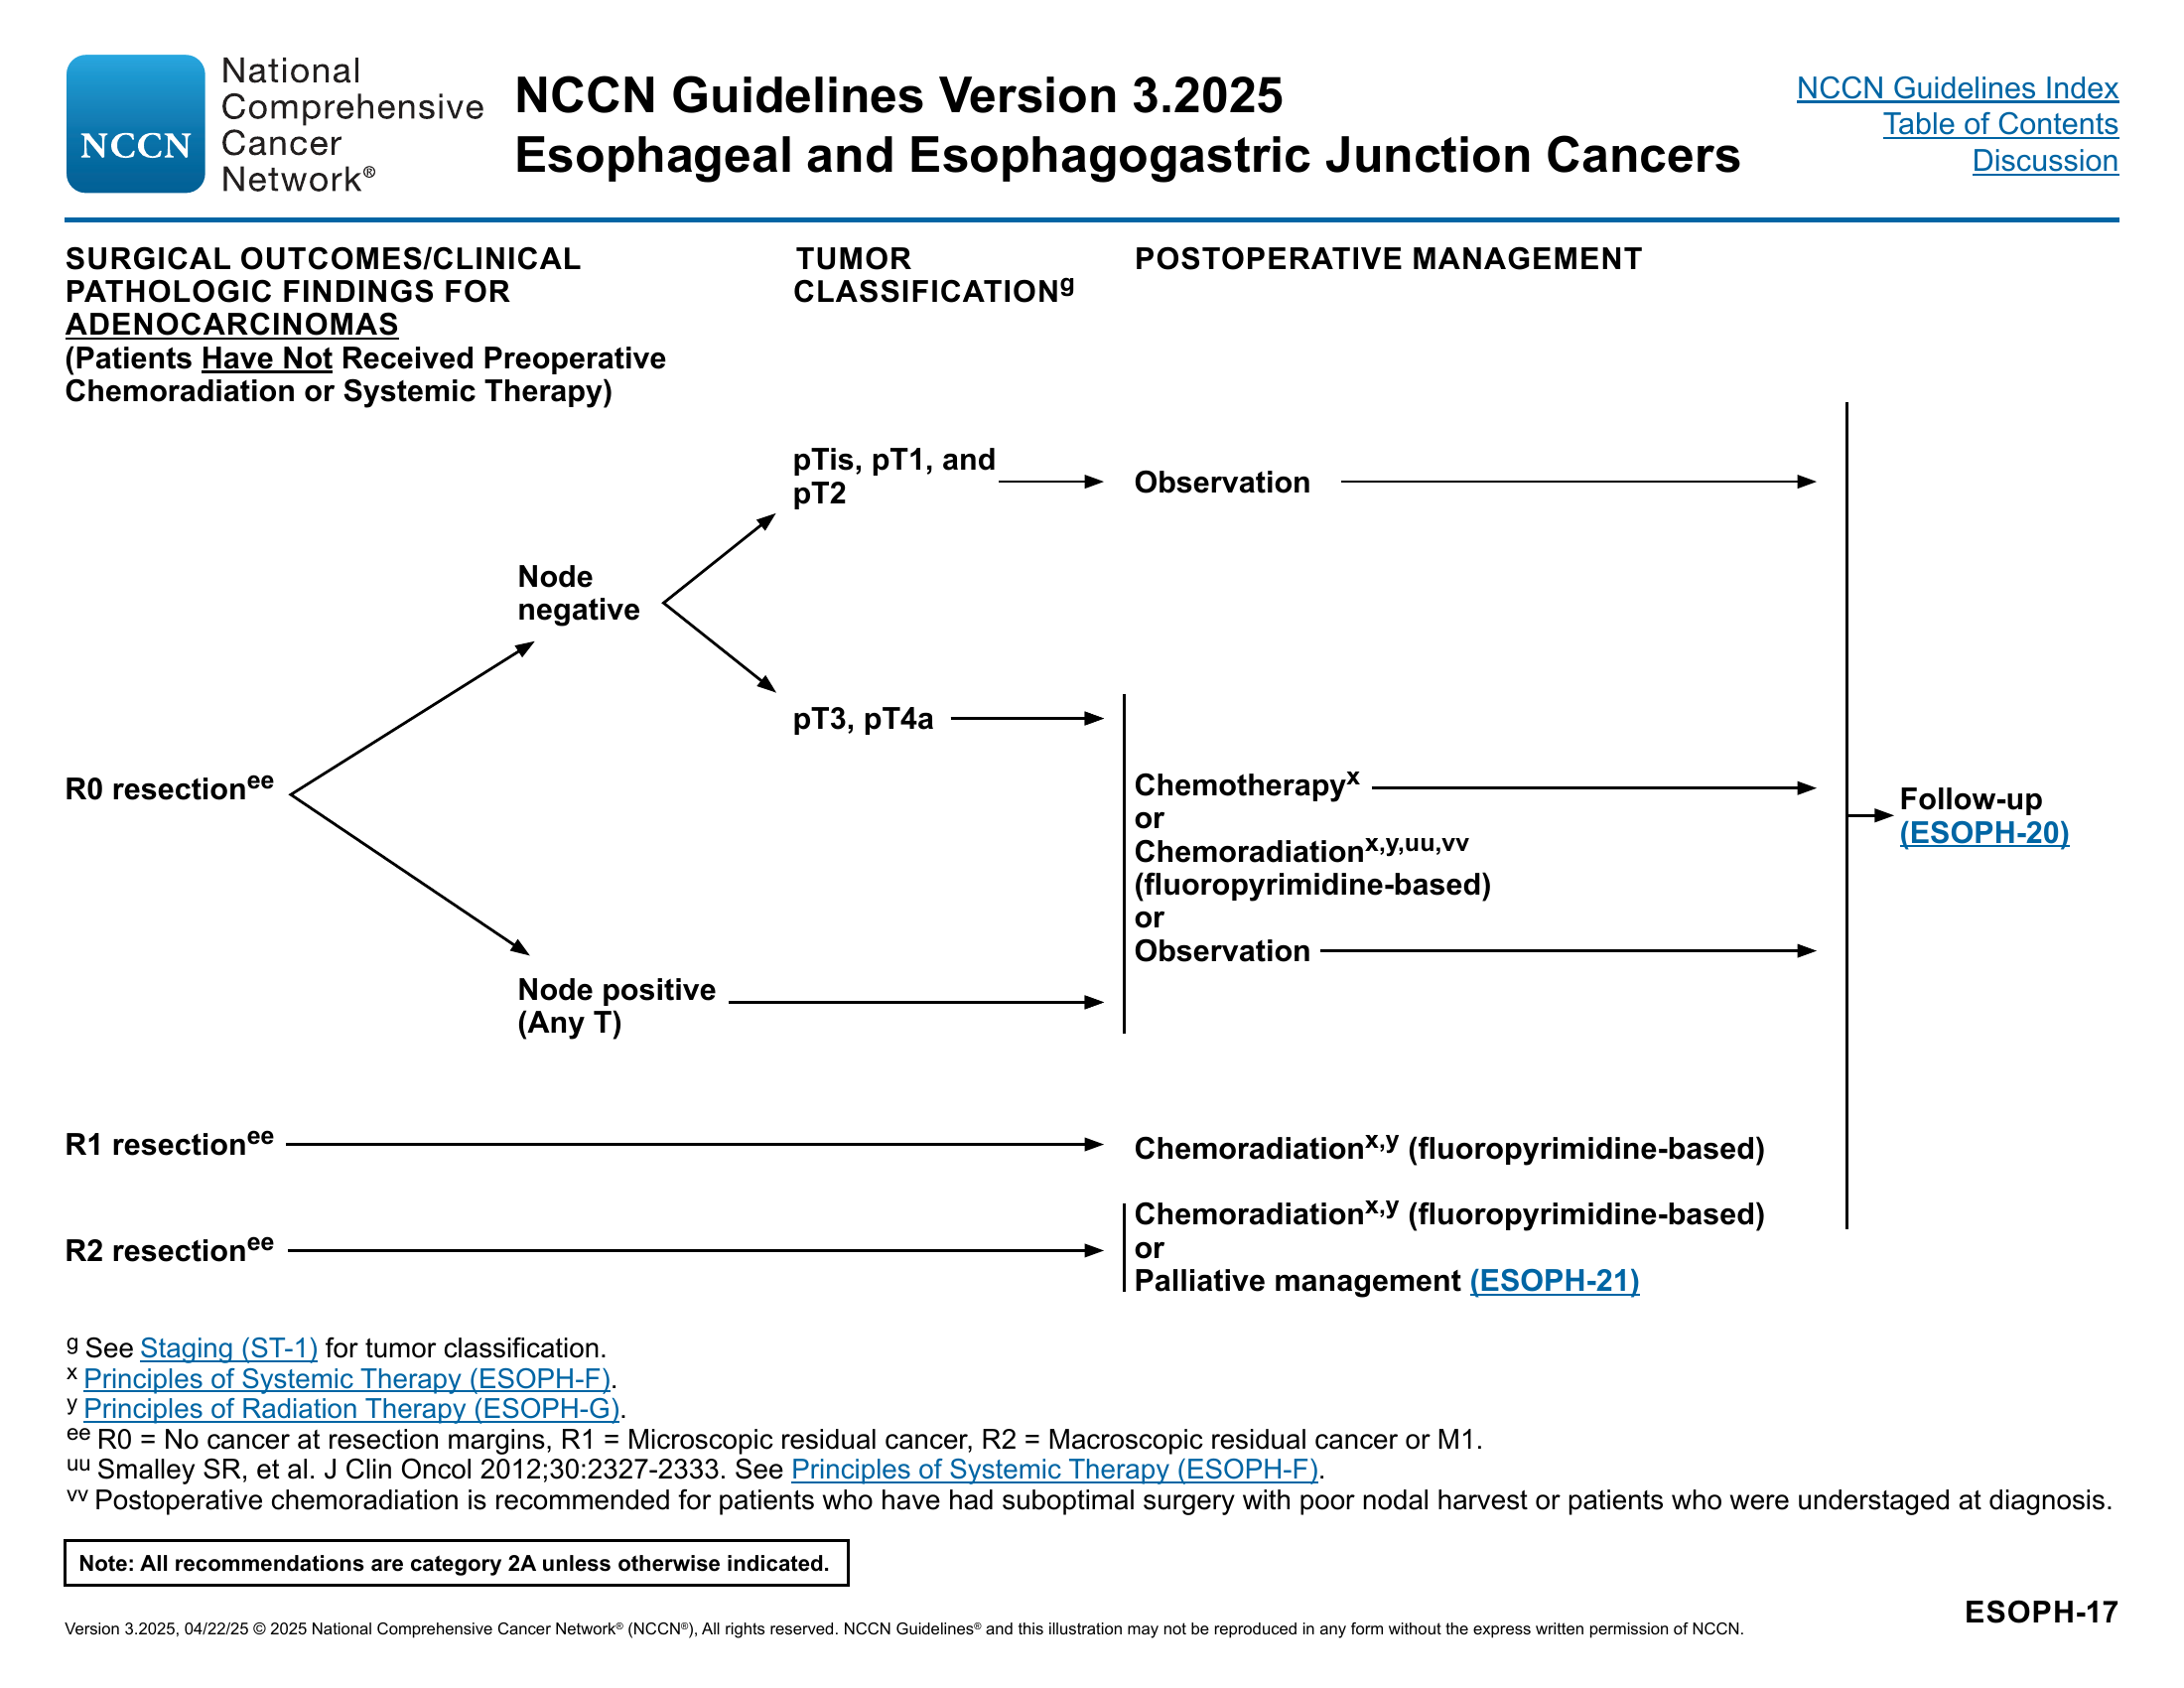 NCCN
National
Comprehensive
Cancer
Network®
NCCN Guidelines Version 3.2025
Esophageal and Esophagogastric Junction Cancers
NCCN Guidelines Index
Table of Contents
Discussion
SURGICAL OUTCOMES/CLINICAL
PATHOLOGIC FINDINGS FOR
ADENOCARCINOMAS
(Patients Have Not Received Preoperative
Chemoradiation or Systemic Therapy)
TUMOR
CLASSIFICATIONg
POSTOPERATIVE MANAGEMENT
pTis, pT1, and
pT2
Observation
Node
negative
pT3, pT4a
R0 resectionee
Chemotherapyx
or
Chemoradiationx,y,uu,vv
(fluoropyrimidine-based)
or
Observation
Follow-up
(ESOPH-20)
Node positive
(Any T)
R1 resectionee
Chemoradiationx,y (fluoropyrimidine-based)
R2 resectionee
Chemoradiationx,y (fluoropyrimidine-based)
or
Palliative management (ESOPH-21)
g See Staging (ST-1) for tumor classification.
x Principles of Systemic Therapy (ESOPH-F).
y Principles of Radiation Therapy (ESOPH-G).
ee R0 = No cancer at resection margins, R1 = Microscopic residual cancer, R2 = Macroscopic residual cancer or M1.
uu Smalley SR, et al. J Clin Oncol 2012;30:2327-2333. See Principles of Systemic Therapy (ESOPH-F).
vv Postoperative chemoradiation is recommended for patients who have had suboptimal surgery with poor nodal harvest or patients who were understaged at diagnosis.
Note: All recommendations are category 2A unless otherwise indicated.
ESOPH-17
Version 3.2025, 04/22/25 © 2025 National Comprehensive Cancer Network® (NCCN®), All rights reserved. NCCN Guidelines® and this illustration may not be reproduced in any form without the express written permission of NCCN.